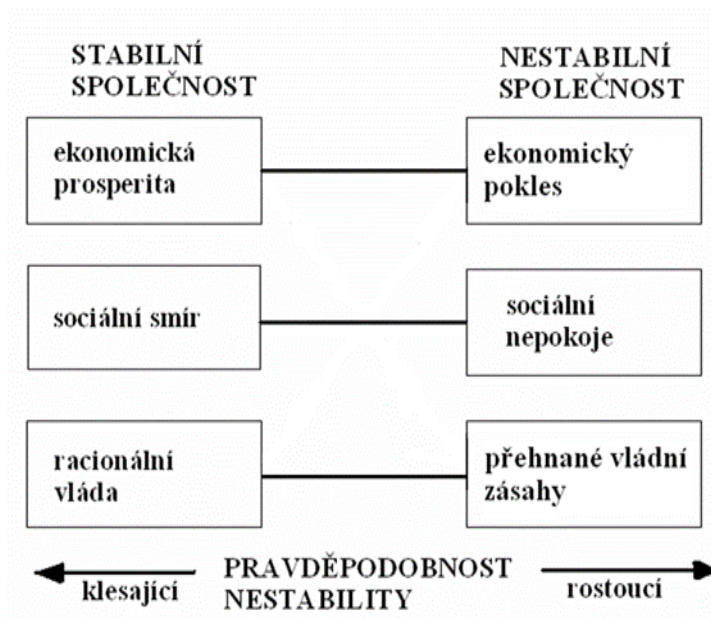 STABILNÍ
SPOLEČNOST
NESTABILNÍ
SPOLEČNOST
ekonomická
prosperita
ekonomický
pokles
sociální smír
sociální
nepokoje
racionální
vláda
přehnané vládní
zásahy
klesající
PRAVDĚPODOBNOST
NESTABILITY
rostoucí